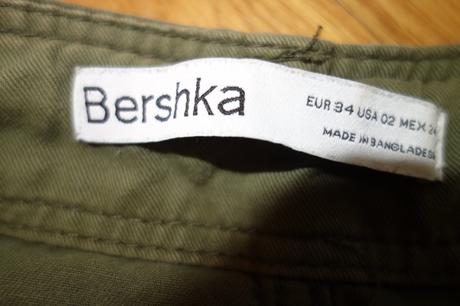 Bershka
EUR 34 USA 02 MEX 24
MADE IN BANGLADESH